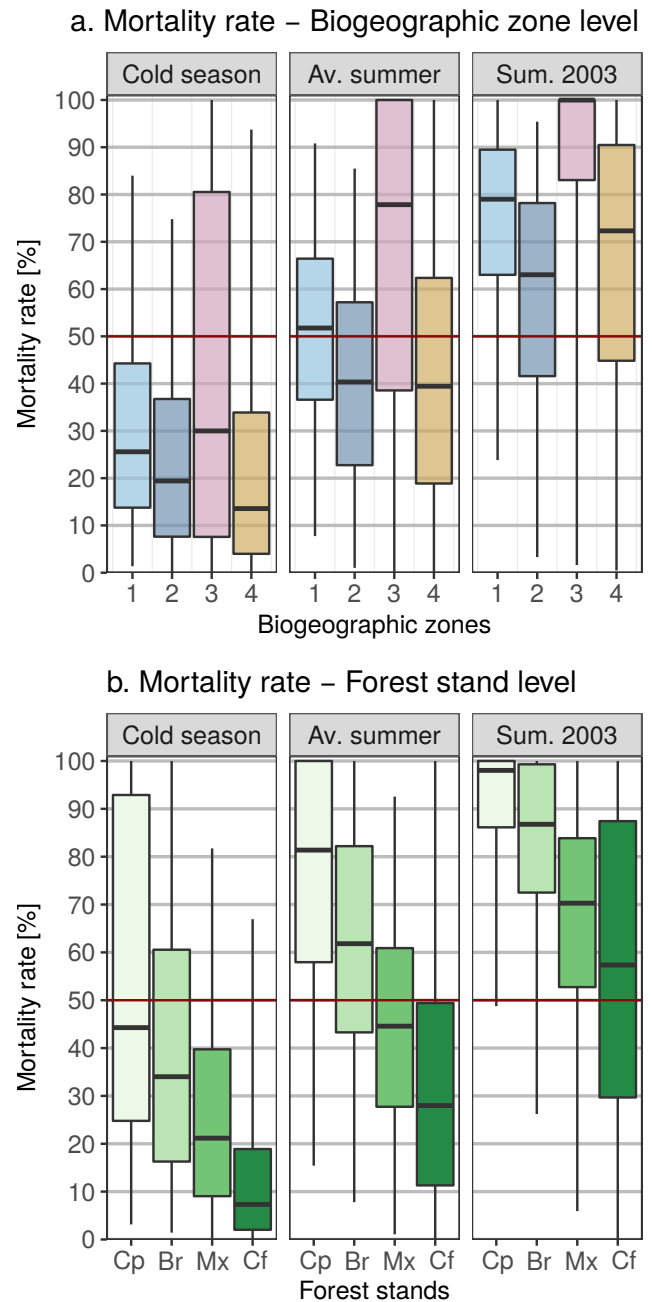 a. Mortality rate – Biogeographic zone level
Cold season Av. summer Sum. 2003
Mortality rate [%]
100
90
80
70
60
50
40
30
20
10
0
1 2 3 4 1 2 3 4 1 2 3 4
Biogeographic zones
b. Mortality rate – Forest stand level
Cold season Av. summer Sum. 2003
Mortality rate [%]
100
90
80
70
60
50
40
30
20
10
0
Cp Br Mx Cf Cp Br Mx Cf Cp Br Mx Cf
Forest stands